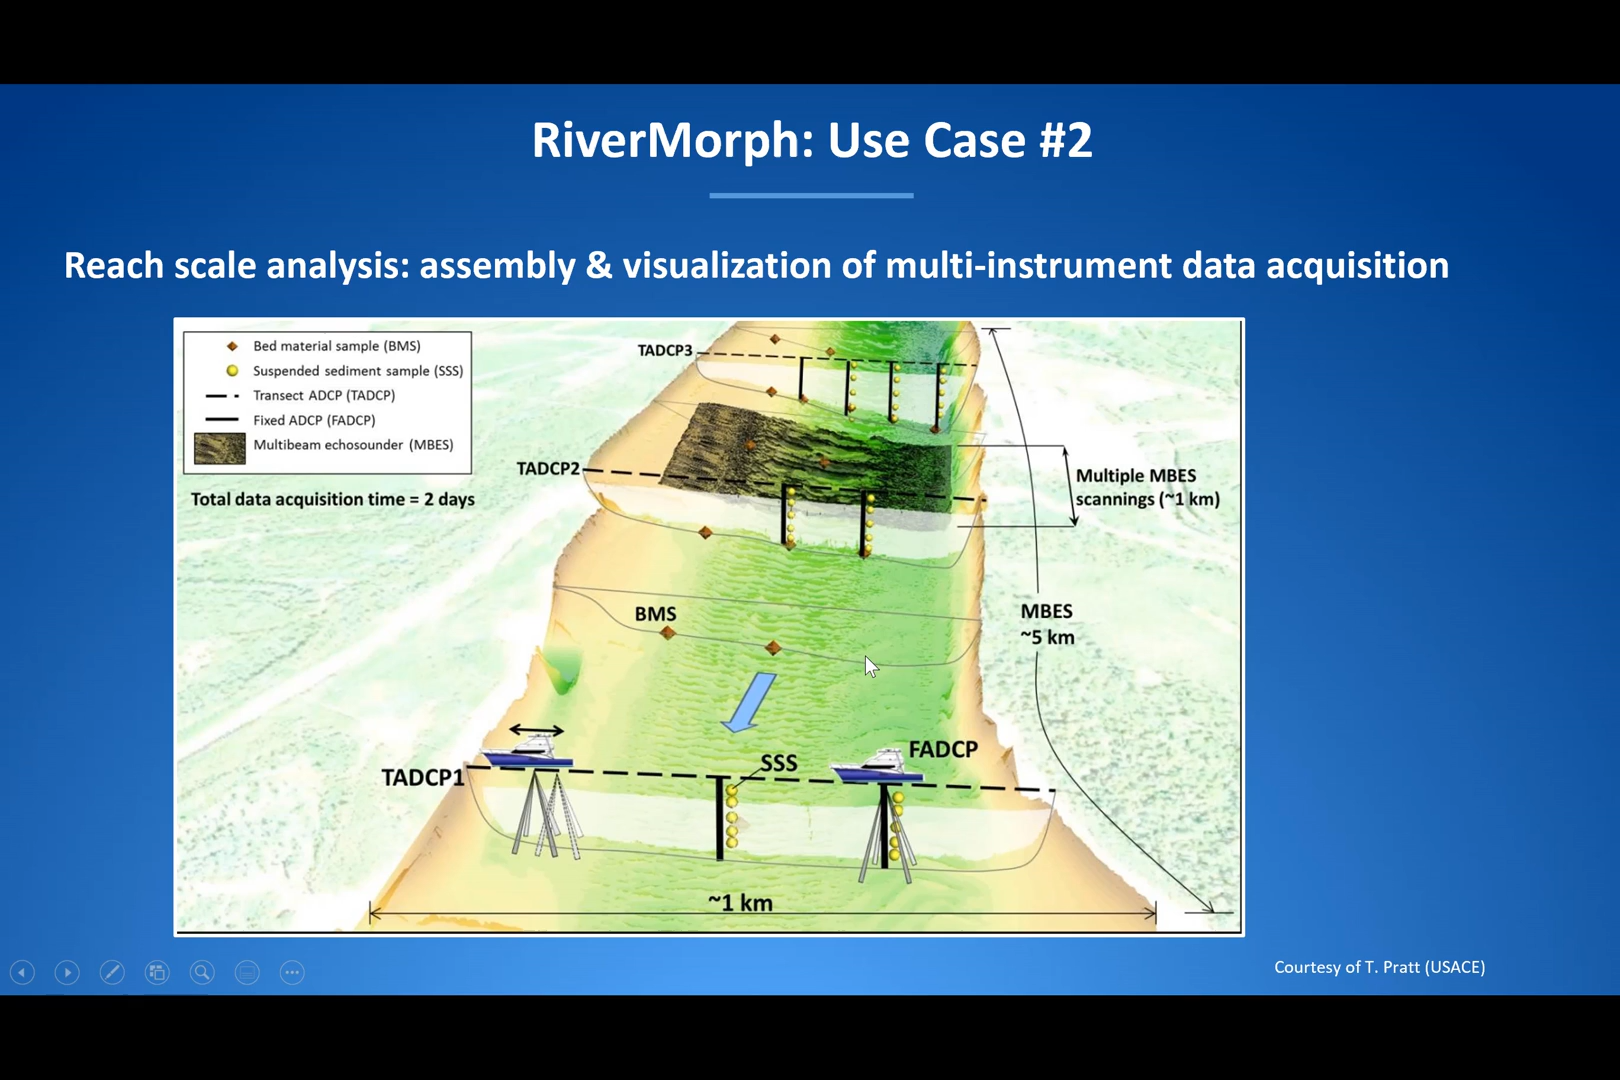 RiverMorph: Use Case #2
Reach scale analysis: assembly & visualization of multi-instrument data acquisition
Bed material sample (BMS)
Suspended sediment sample (SSS)
Transect ADCP (TADCP)
Fixed ADCP (FADCP)
Multibeam echosounder (MBES)
Total data acquisition time = 2 days
TADCP3
TADCP2
Multiple MBES
scannings (~1 km)
BMS
MBES
~5 km
FADCP
SSS
TADCP1
~1 km
Courtesy of T. Pratt (USACE)